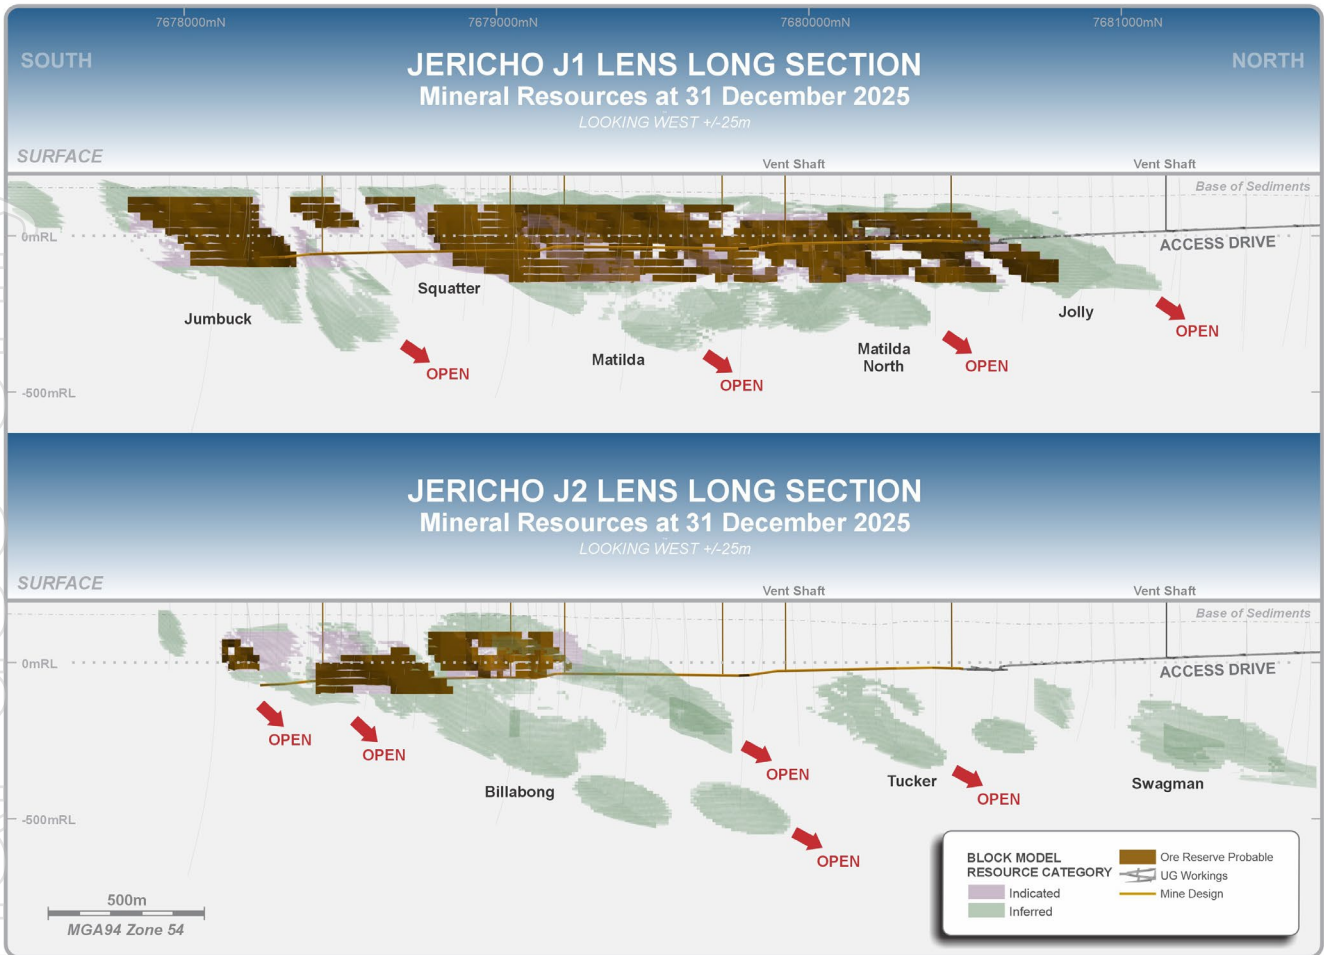 7678000mN 7679000mN 7680000mN 7681000mN
SOUTH NORTH
JERICHO J1 LENS LONG SECTION
Mineral Resources at 31 December 2025
LOOKING WEST +/-25m
SURFACE
Vent Shaft Vent Shaft
Base of Sediments
0mRL
ACCESS DRIVE
Squatter
Jumbuck
Jolly
OPEN
Matilda
Matilda
North
OPEN
OPEN
OPEN
-500mRL
JERICHO J2 LENS LONG SECTION
Mineral Resources at 31 December 2025
LOOKING WEST +/-25m
SURFACE
Vent Shaft Vent Shaft
Base of Sediments
0mRL
ACCESS DRIVE
OPEN
OPEN
OPEN
Billabong
Tucker
Swagman
OPEN
-500mRL
OPEN
BLOCK MODEL
RESOURCE CATEGORY
Indicated
Inferred
Ore Reserve Probable
UG Workings
Mine Design
500m
MGA94 Zone 54